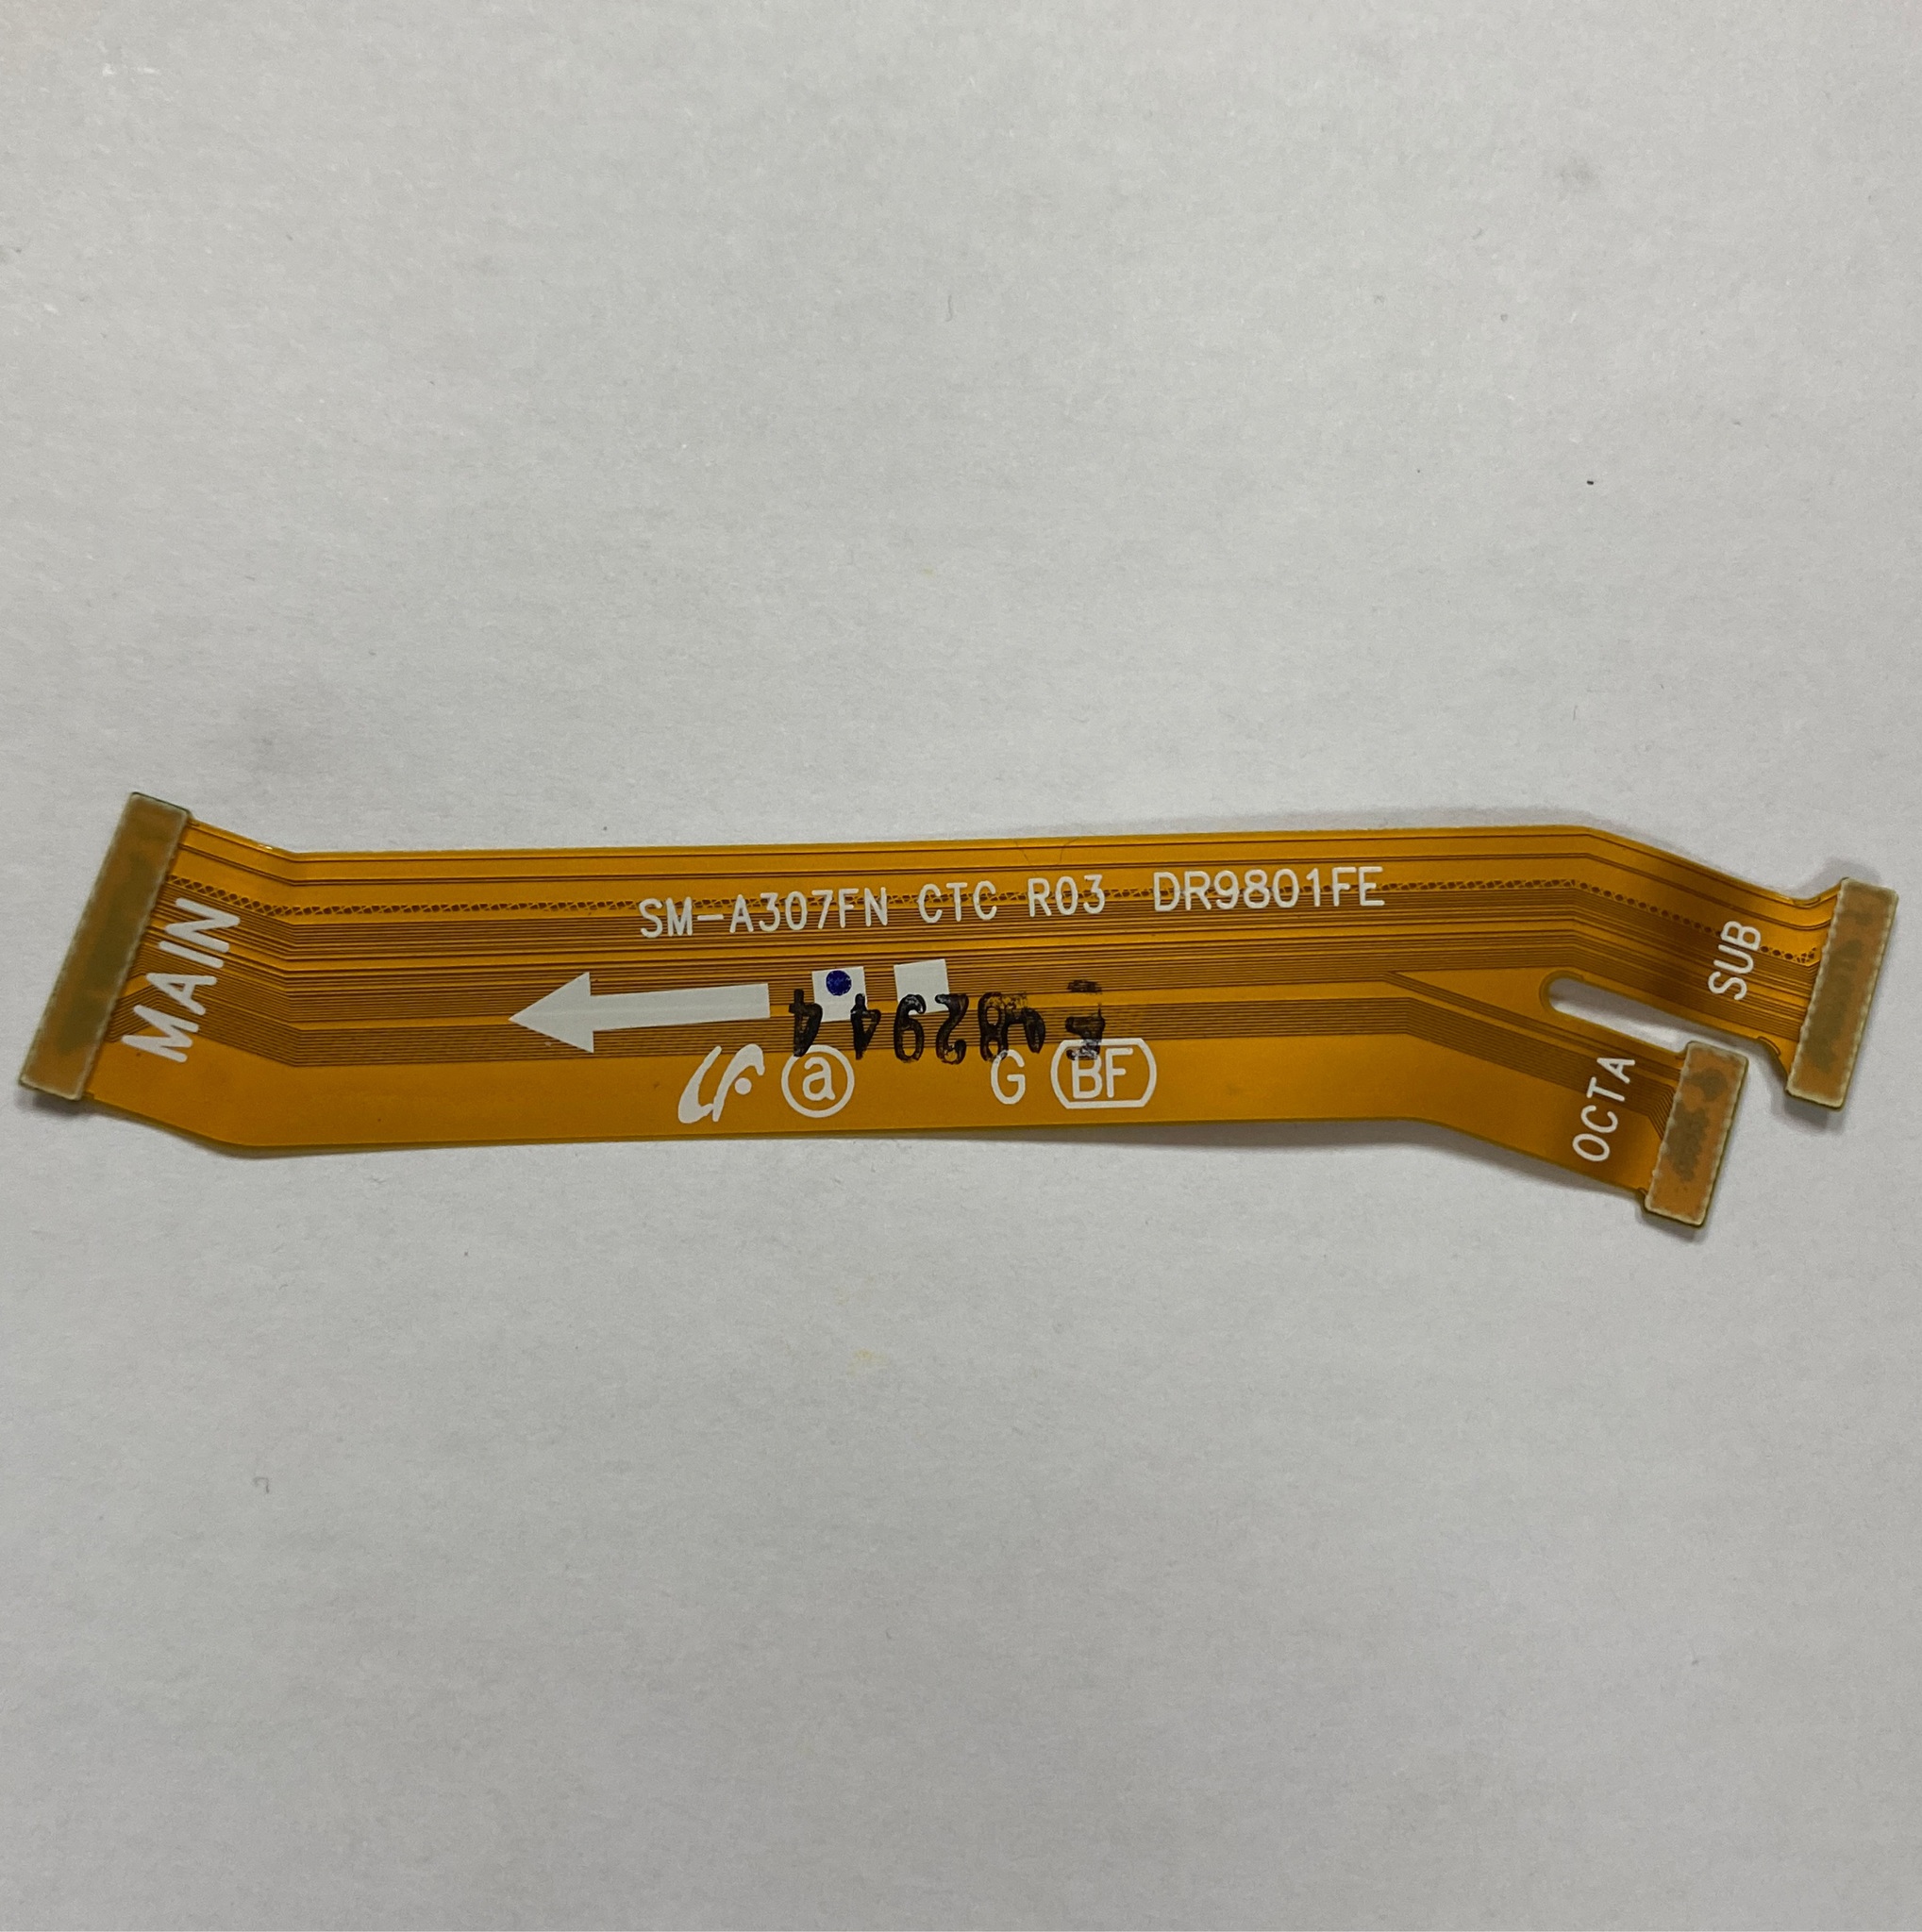 SM-A307FN CTC R03 DR9801FE
MAIN
SUB
a G BF
OCTA